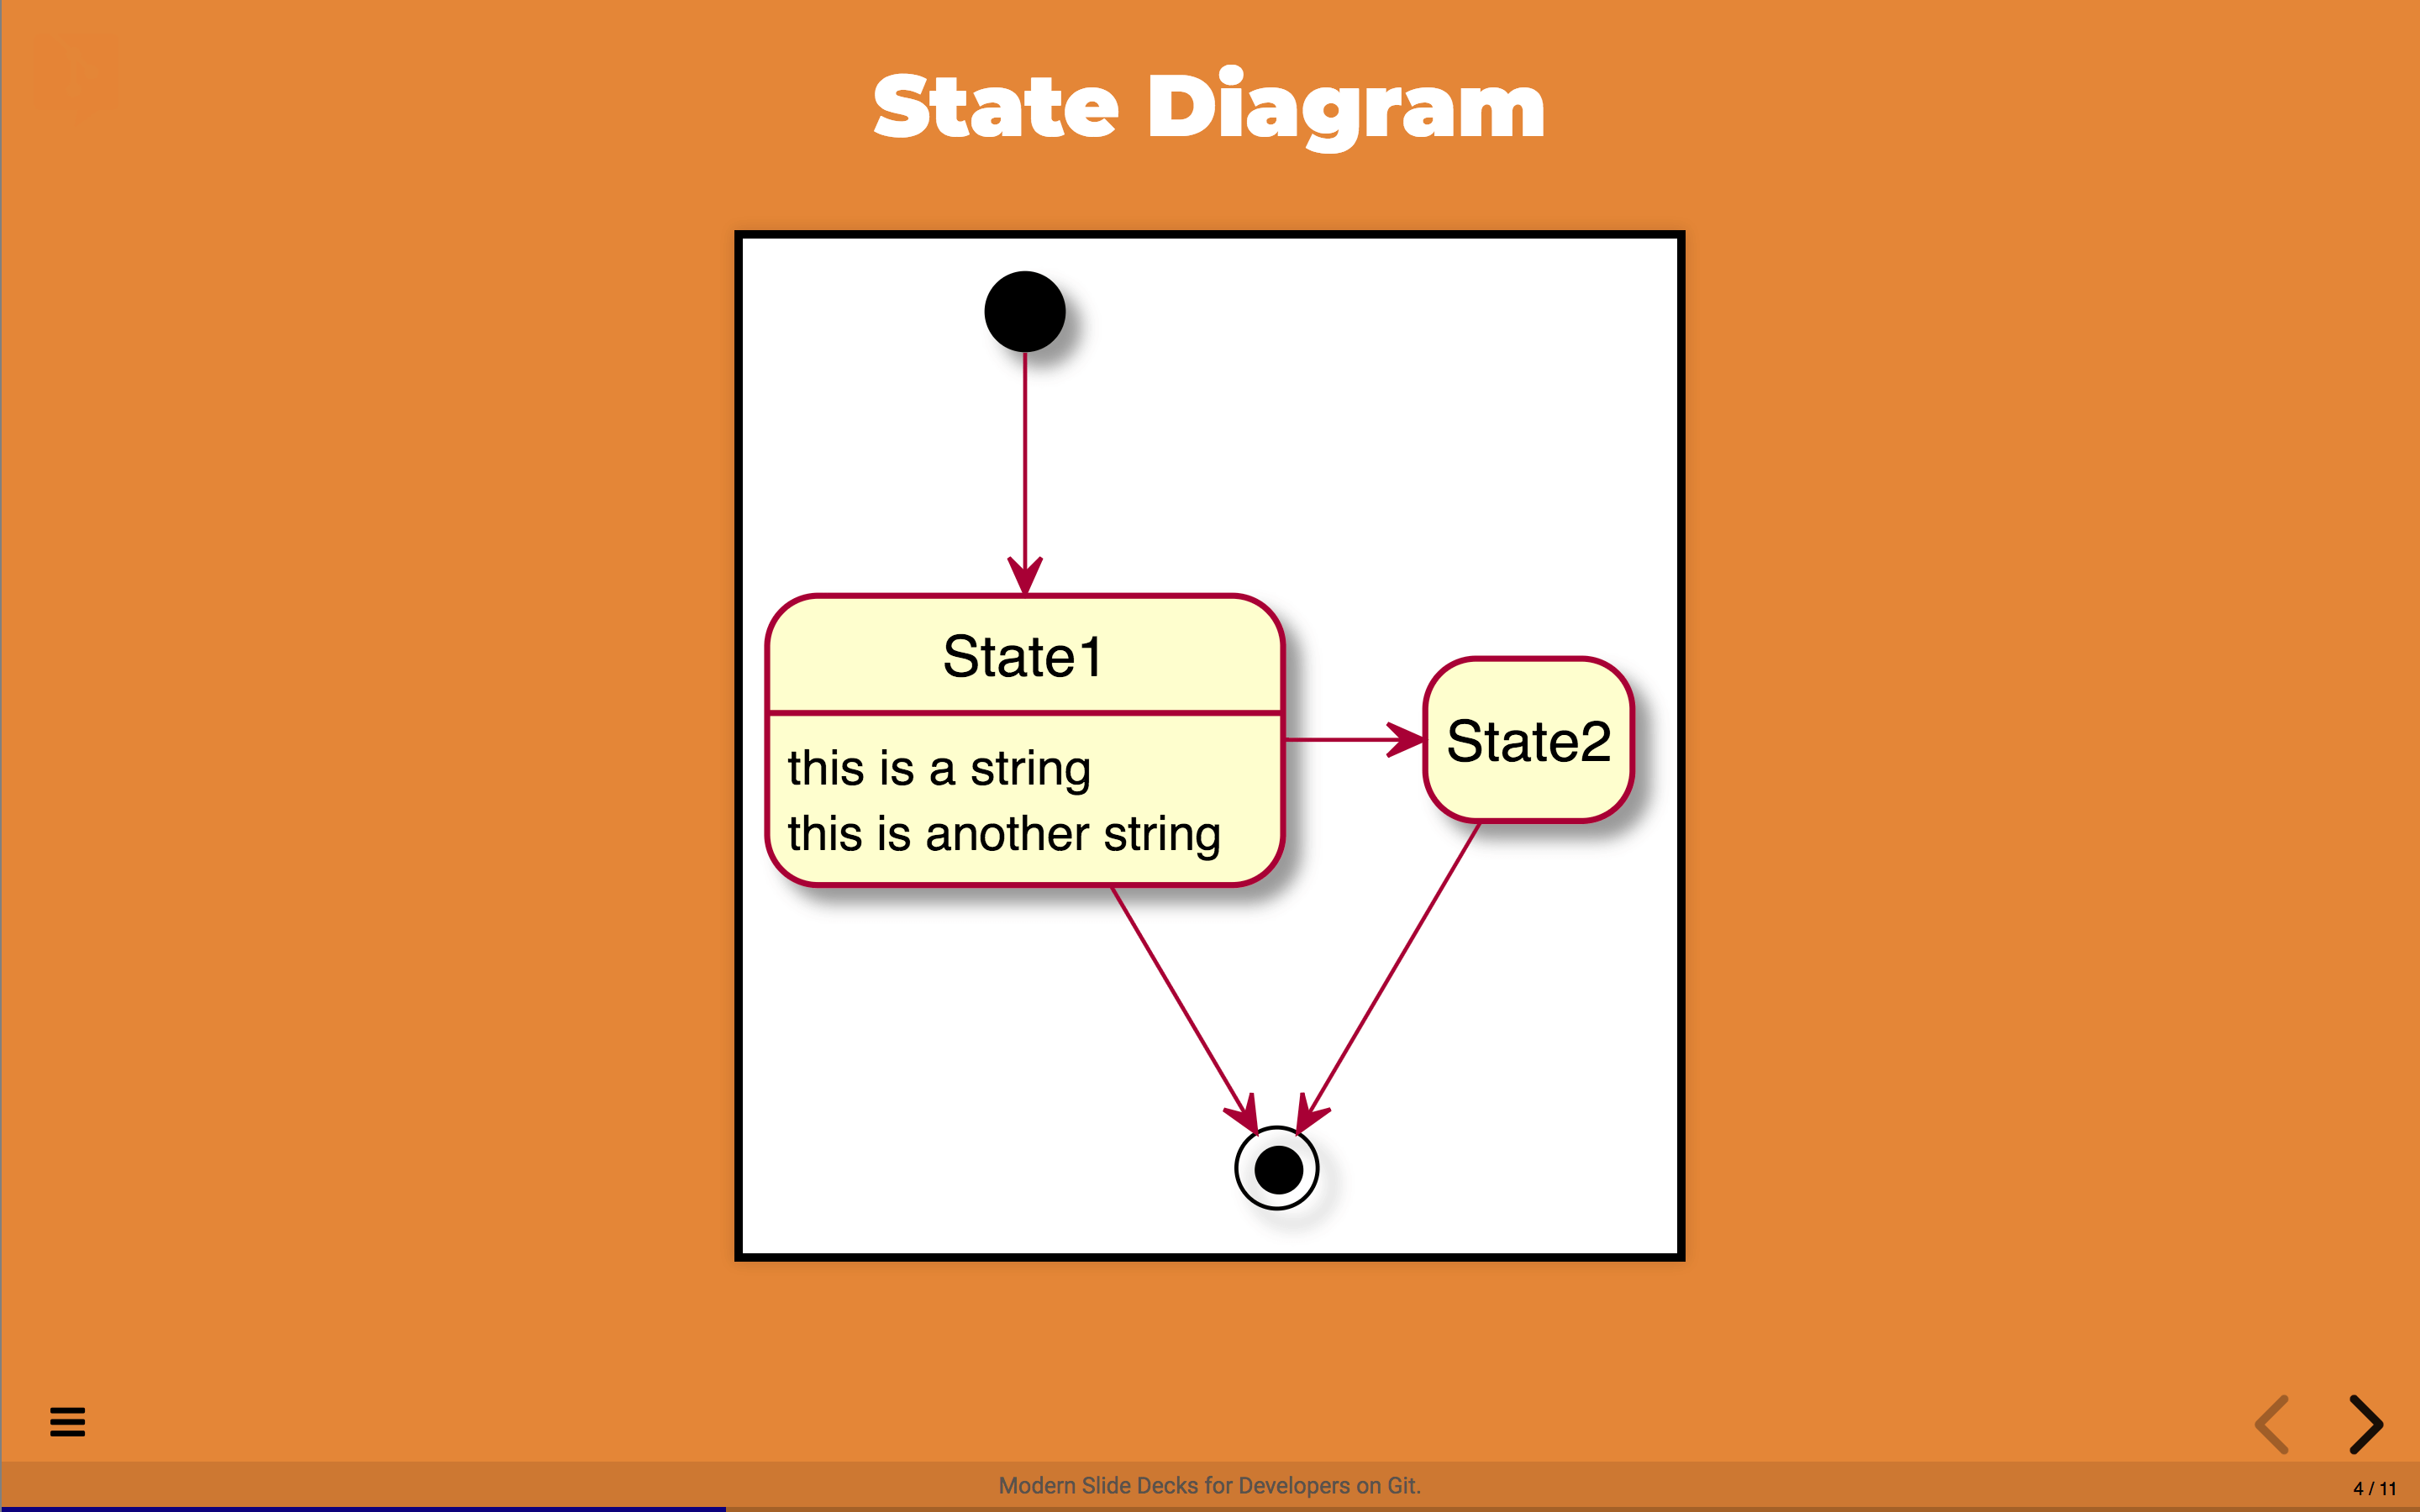 State Diagram
State1
this is a string
this is another string
State2
Modern Slide Decks for Developers on Git.
4 / 11